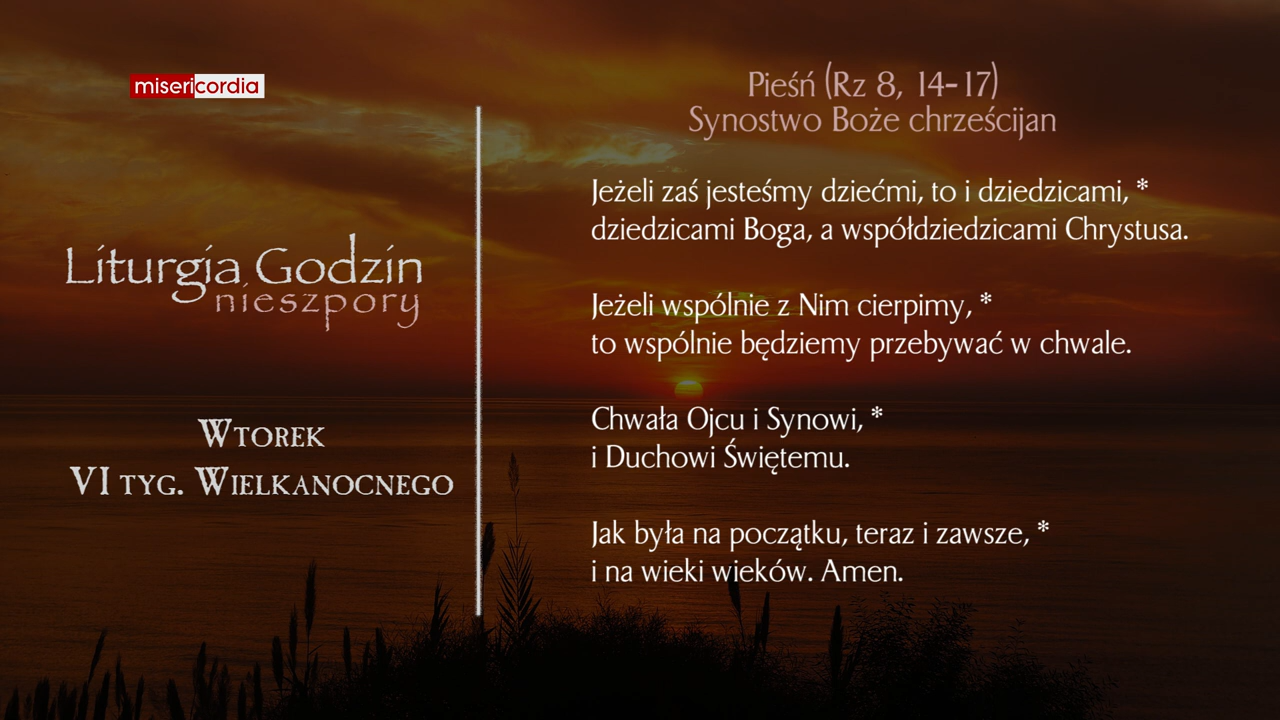 misericordia
Liturgia Godzin
nieszpory
Wtorek
VI tyg. Wielkanocnego
Pieśń (Rz 8, 14-17)
Synostwo Boże chrześcijan
Jeżeli zaś jesteśmy dziećmi, to i dziedzicami, *
dziedzicami Boga, a współdziedzicami Chrystusa.
Jeżeli wspólnie z Nim cierpimy, *
to wspólnie będziemy przebywać w chwale.
Chwała Ojcu i Synowi, *
i Duchowi Świętemu.
Jak była na początku, teraz i zawsze, *
i na wieki wieków. Amen.